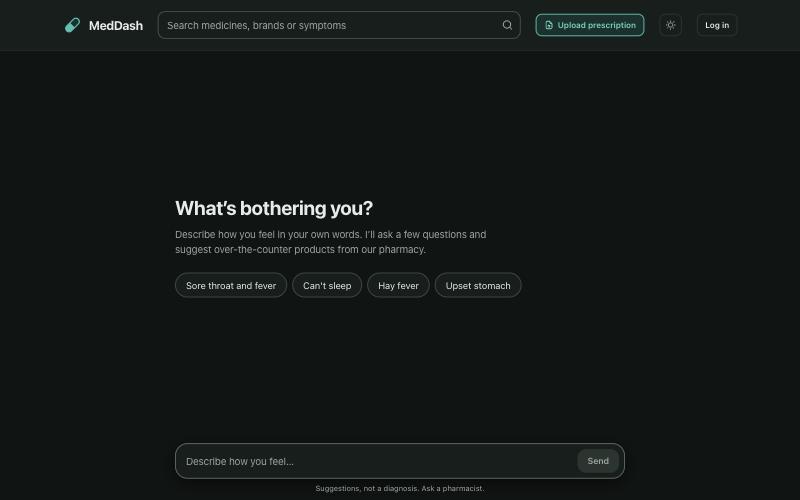 MedDash
Search medicines, brands or symptoms
Upload prescription
Log in
What's bothering you?
Describe how you feel in your own words. I'll ask a few questions and
suggest over-the-counter products from our pharmacy.
Sore throat and fever
Can't sleep
Hay fever
Upset stomach
Describe how you feel...
Send
Suggestions, not a diagnosis. Ask a pharmacist.